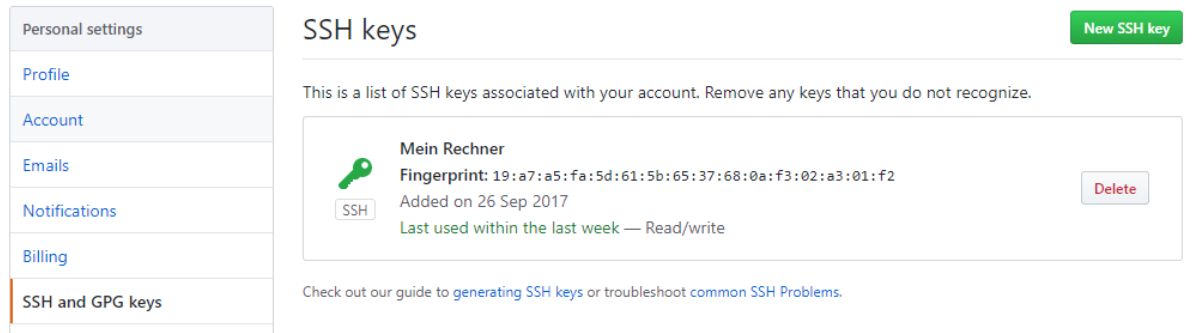 Personal settings
Profile
Account
Emails
Notifications
Billing
SSH and GPG keys
SSH keys
New SSH key
This is a list of SSH keys associated with your account. Remove any keys that you do not recognize.
Mein Rechner
Fingerprint: 19:a7:a5:fa:5d:61:5b:65:37:68:0a:f3:02:a3:01:f2
SSH
Added on 26 Sep 2017
Last used within the last week — Read/write
Delete
Check out our guide to generating SSH keys or troubleshoot common SSH Problems.